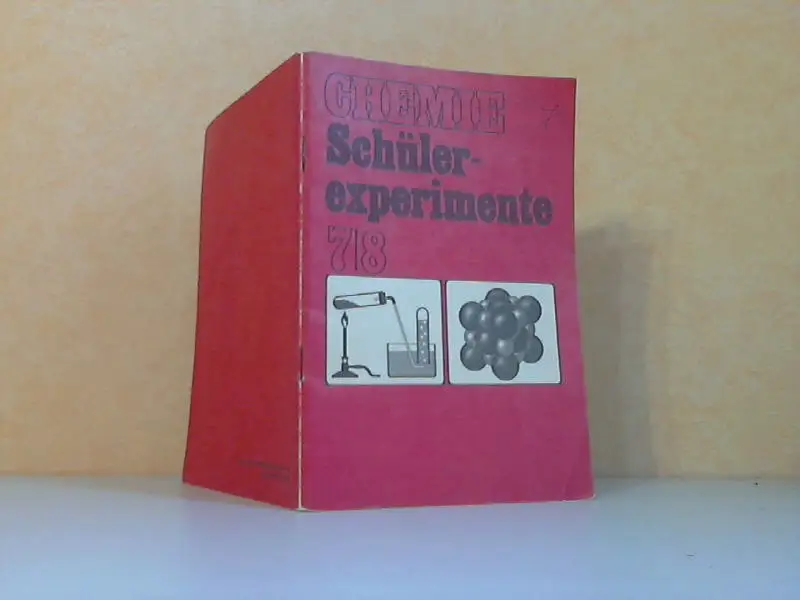 CHEMIE
7
Schüler-
experimente
7/8